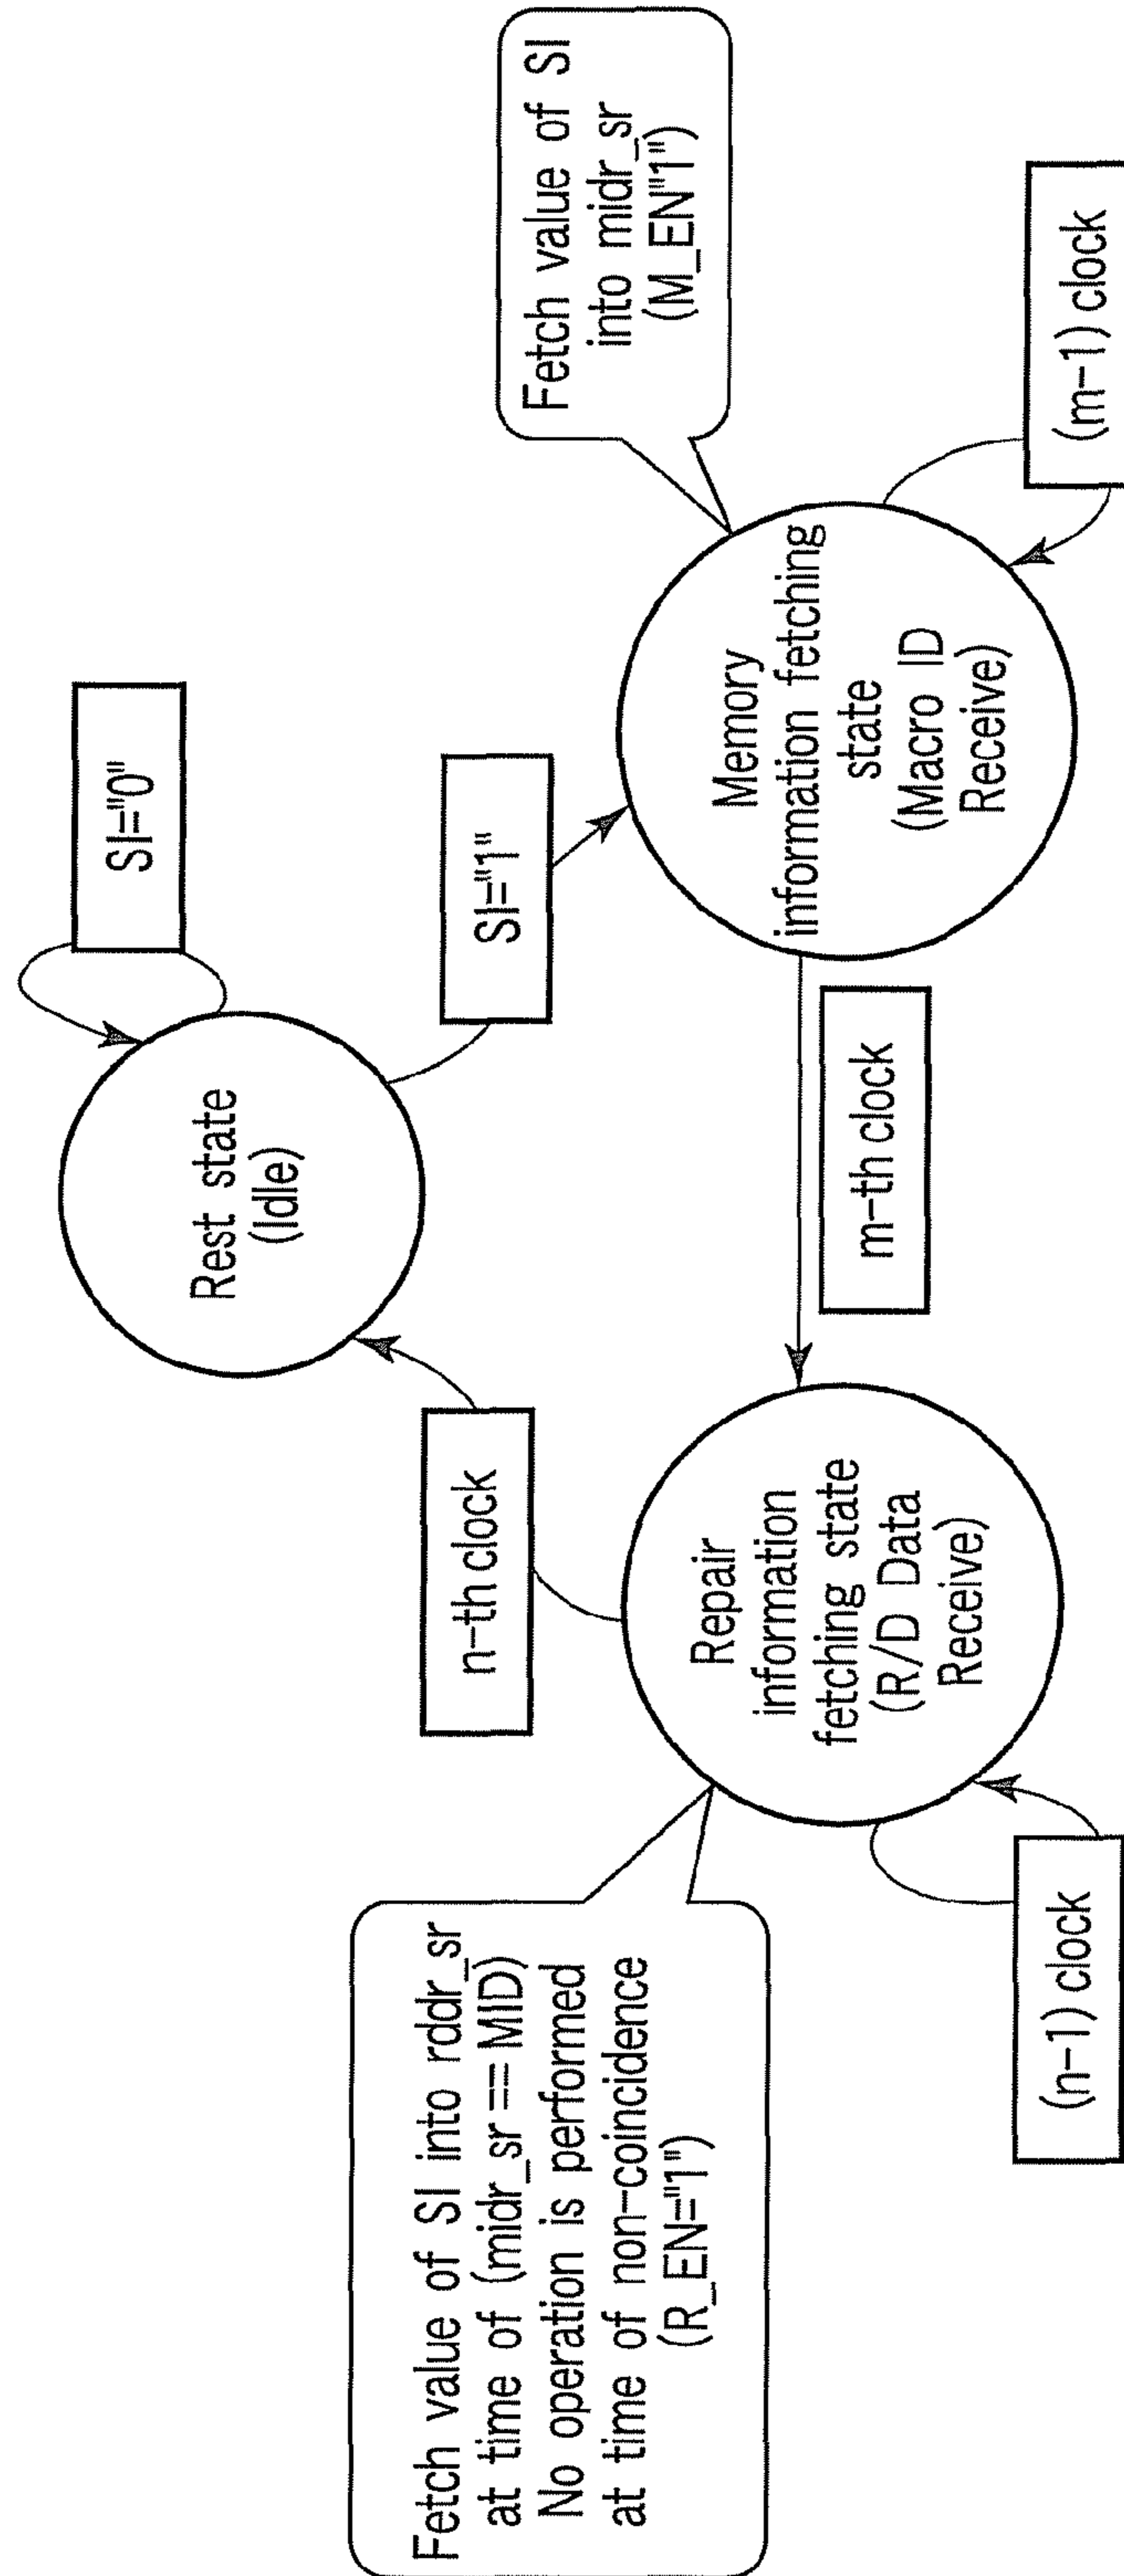 SI="0"
Rest state
(Idle)
n-th clock
SI="1"
Fetch value of SI into rddr_sr
at time of (midr_sr == MID)
No operation is performed
at time of non-coincidence
(R_EN="1")
Fetch value of SI
into midr_sr
(M_EN"1")
Repair
information
fetching state
(R/D Data
Receive)
m-th clock
Memory
information fetching
state
(Macro ID
Receive)
(n-1) clock
(m-1) clock